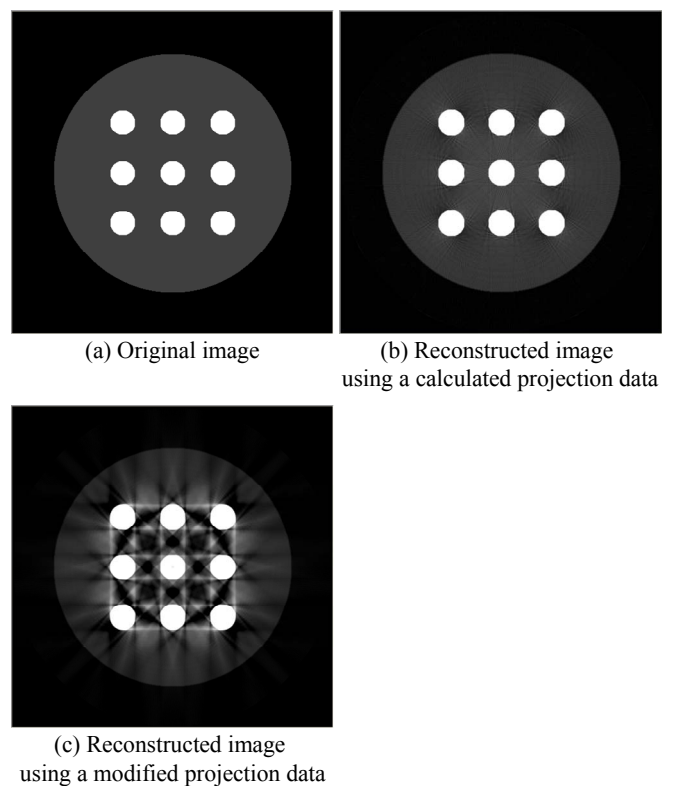 (a) Original image
(b) Reconstructed image
using a calculated projection data
(c) Reconstructed image
using a modified projection data